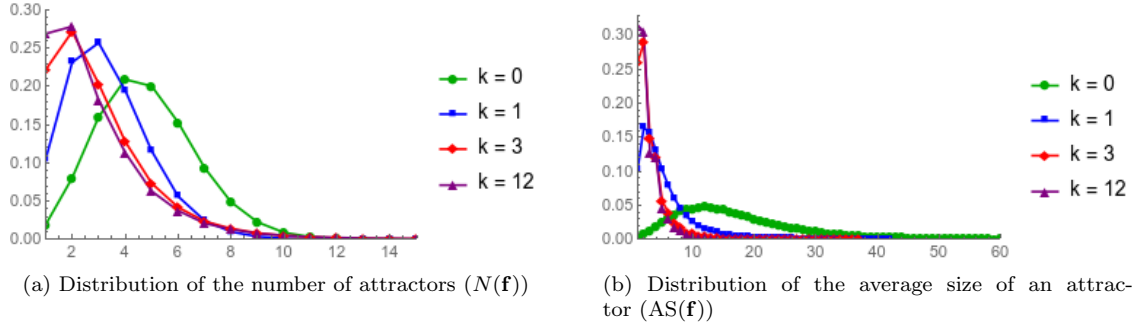 0.30
0.25
0.20
0.15
0.10
0.05
0.00
2 4 6 8 10 12 14
k = 0
k = 1
k = 3
k = 12
(a) Distribution of the number of attractors (N(f))
0.30
0.25
0.20
0.15
0.10
0.05
0.00
10 20 30 40 50 60
k = 0
k = 1
k = 3
k = 12
(b) Distribution of the average size of an attrac-
tor (AS(f))